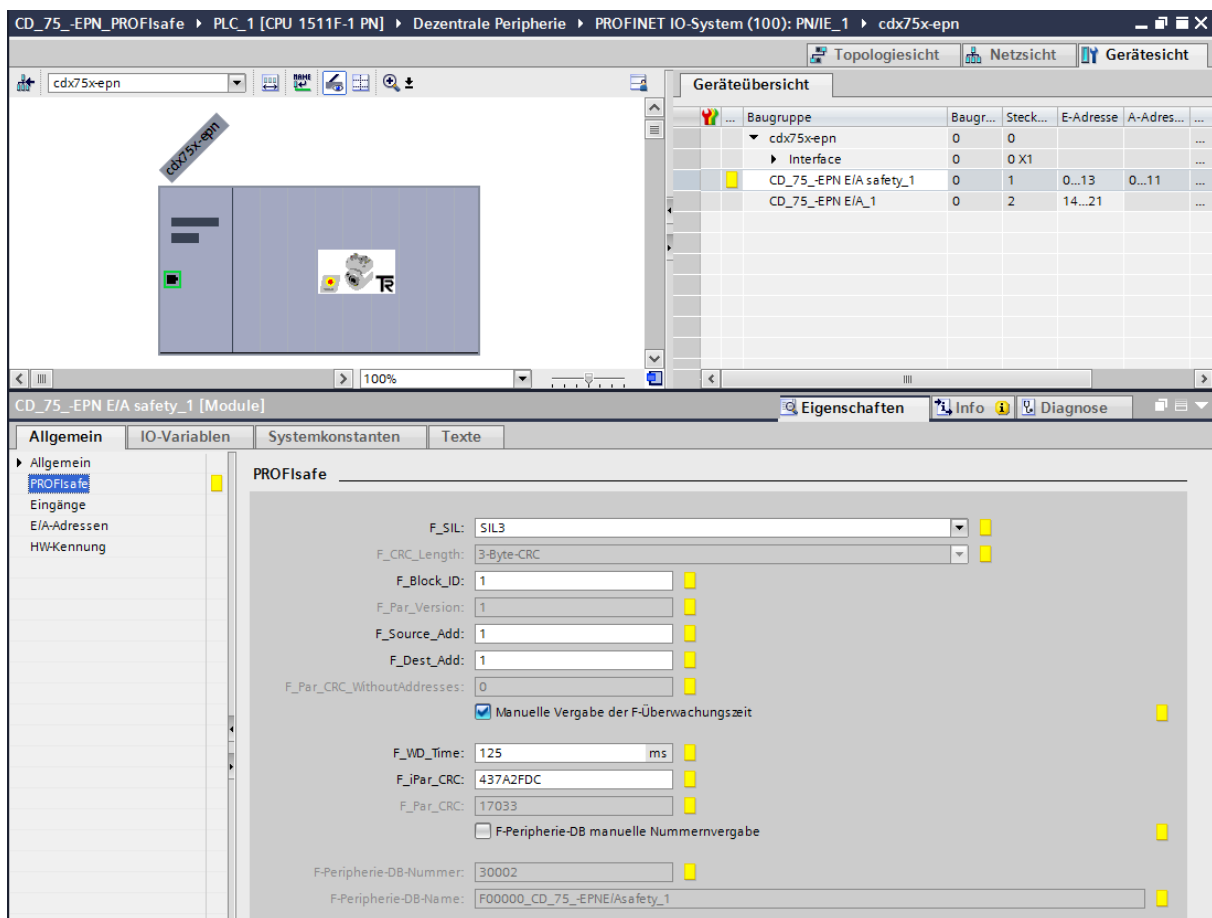 CD_75_-EPN_PROFIsafe ▸ PLC_1 [CPU 1511F-1 PN] ▸ Dezentrale Peripherie ▸ PROFINET IO-System (100): PN/IE_1 ▸ cdx75x-epn
Topologiesicht Netzsicht Gerätesicht
cdx75x-epn
Geräteübersicht
... Baugruppe Baugr... Steck... E-Adresse A-Adres... ...
cdx75x-epn 0 0 ...
Interface 0 0 X1 ...
CD_75_-EPN E/A safety_1 0 1 0...13 0...11 ...
CD_75_-EPN E/A_1 0 2 14...21 ...
cdx75x-epn
TR
100%
CD_75_-EPN E/A safety_1 [Module]
Eigenschaften Info Diagnose
Allgemein IO-Variablen Systemkonstanten Texte
Allgemein
PROFIsafe
Eingänge
E/A-Adressen
HW-Kennung
PROFIsafe
F_SIL: SIL3
F_CRC_Length: 3-Byte-CRC
F_Block_ID: 1
F_Par_Version: 1
F_Source_Add: 1
F_Dest_Add: 1
F_Par_CRC_WithoutAddresses: 0
Manuelle Vergabe der F-Überwachungszeit
F_WD_Time: 125 ms
F_iPar_CRC: 437A2FDC
F_Par_CRC: 17033
F-Peripherie-DB manuelle Nummernvergabe
F-Peripherie-DB-Nummer: 30002
F-Peripherie-DB-Name: F00000_CD_75_-EPNE/Asafety_1